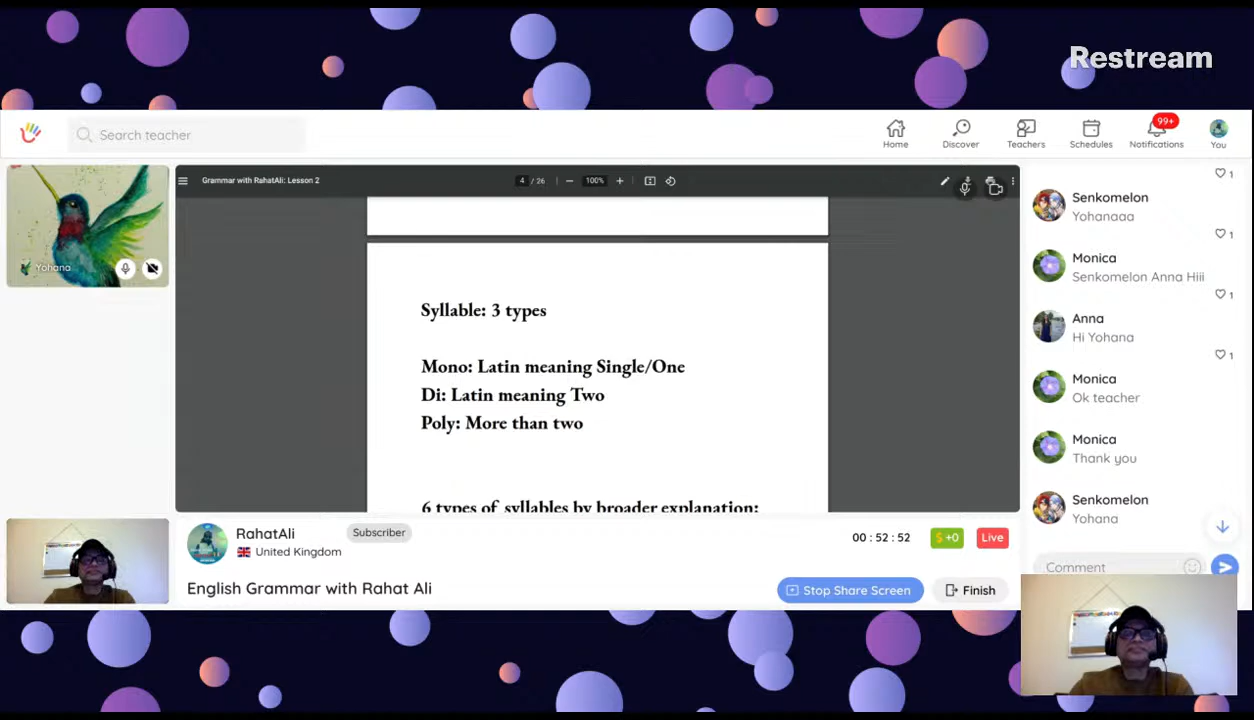 Restream
Search teacher
Home
Discover
Teachers
Schedules
99+
Notifications
You
Yohana
Grammar with RahatAli: Lesson 2
4 / 26
100%
Syllable: 3 types
Mono: Latin meaning Single/One
Di: Latin meaning Two
Poly: More than two
6 types of syllables by broader explanation:
1
Senkomelon
Yohanaaa
1
Monica
Senkomelon Anna Hiii
1
Anna
Hi Yohana
1
Monica
Ok teacher
Monica
Thank you
Senkomelon
Yohana
Comment
RahatAli
Subscriber
United Kingdom
00 : 52 : 52
$ +0
Live
English Grammar with Rahat Ali
Stop Share Screen
Finish